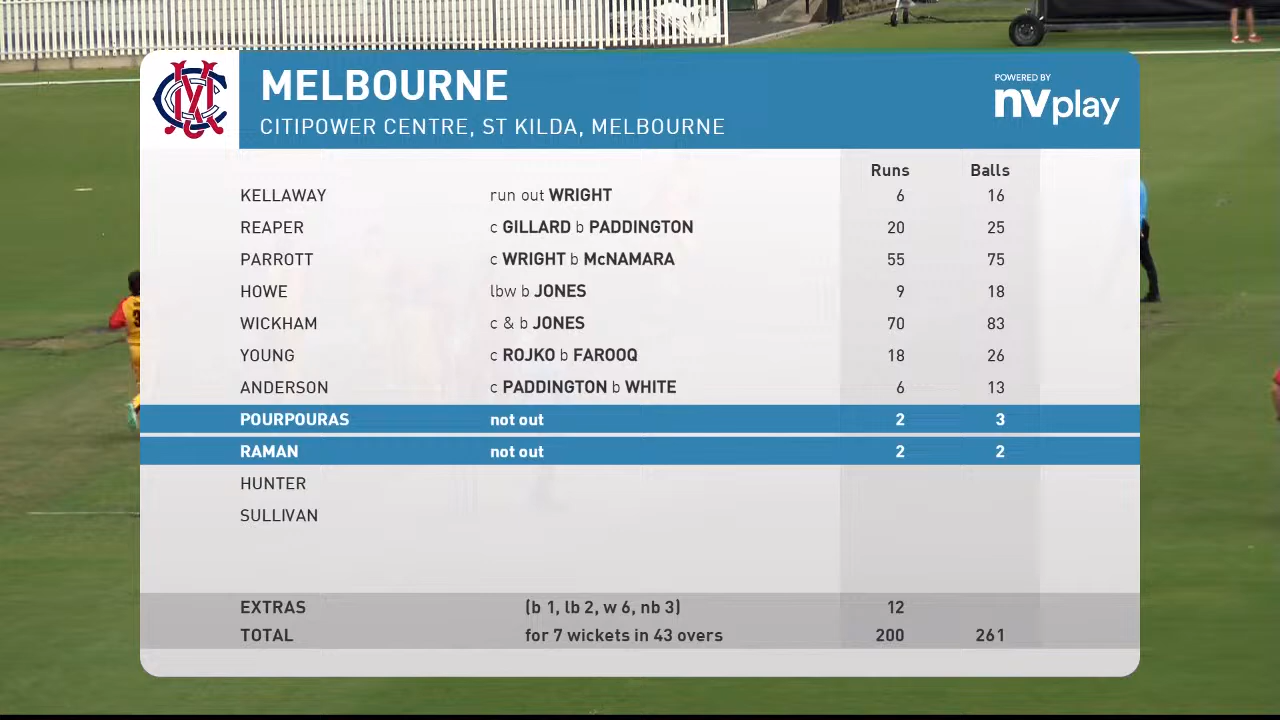 MCC
MELBOURNE
CITIPOWER CENTRE, ST KILDA, MELBOURNE
POWERED BY
nvplay
Runs Balls
KELLAWAY run out WRIGHT 6 16
REAPER c GILLARD b PADDINGTON 20 25
PARROTT c WRIGHT b McNAMARA 55 75
HOWE lbw b JONES 9 18
WICKHAM c & b JONES 70 83
YOUNG c ROJKO b FAROOQ 18 26
ANDERSON c PADDINGTON b WHITE 6 13
POURPOURAS not out 2 3
RAMAN not out 2 2
HUNTER
SULLIVAN
EXTRAS (b 1, lb 2, w 6, nb 3) 12
TOTAL for 7 wickets in 43 overs 200 261